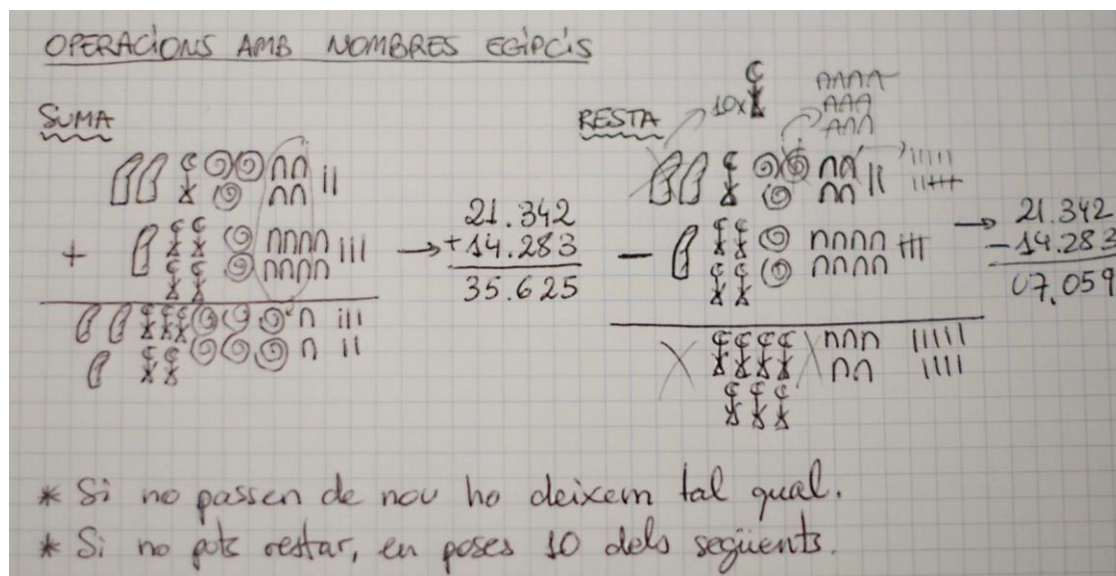 OPERACIONS AMB NOMBRES EGIPCIS
SUMA
21.342
+14.283
35.625
RESTA
10x
21.342
-14.283
07.059
* Si no passen de nou ho deixem tal qual.
* Si no pots restar, en poses 10 dels següents.